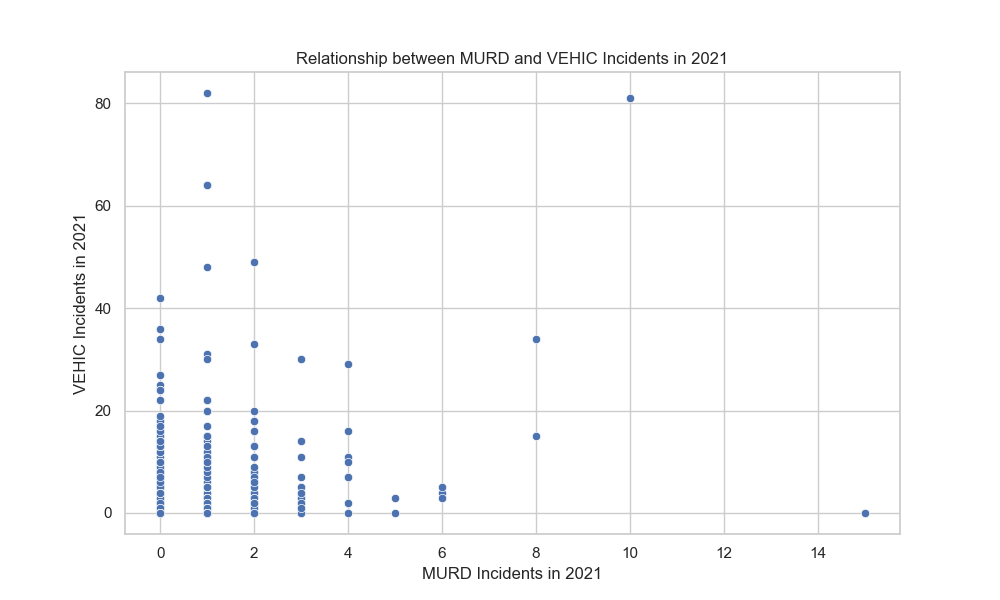 Relationship between MURD and VEHIC Incidents in 2021
VEHIC Incidents in 2021
80
60
40
20
0
0 2 4 6 8 10 12 14
MURD Incidents in 2021